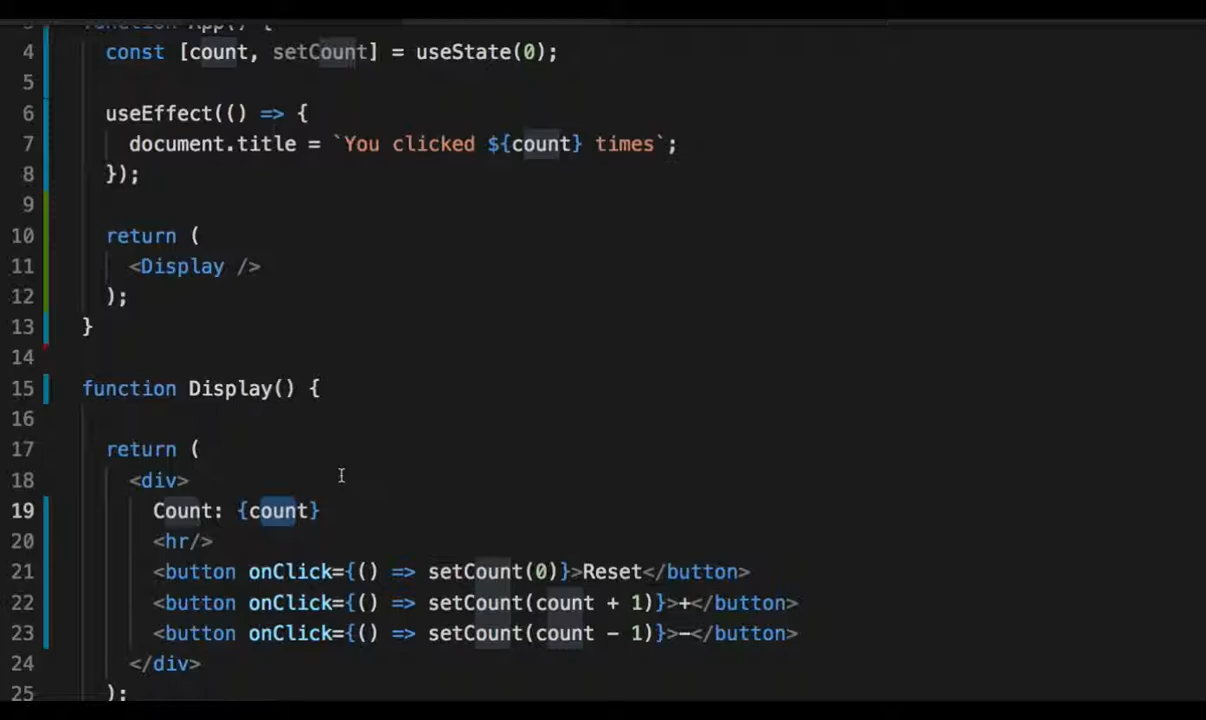 4 const [count, setCount] = useState(0);
5
6 useEffect(() => {
7 document.title = `You clicked ${count} times`;
8 });
9
10 return (
11 <Display />
12 );
13 }
14
15 function Display() {
16
17 return (
18 <div>
19 Count: {count}
20 <hr/>
21 <button onClick={() => setCount(0)}>Reset</button>
22 <button onClick={() => setCount(count + 1)}>+</button>
23 <button onClick={() => setCount(count - 1)}>-</button>
24 </div>
25 );